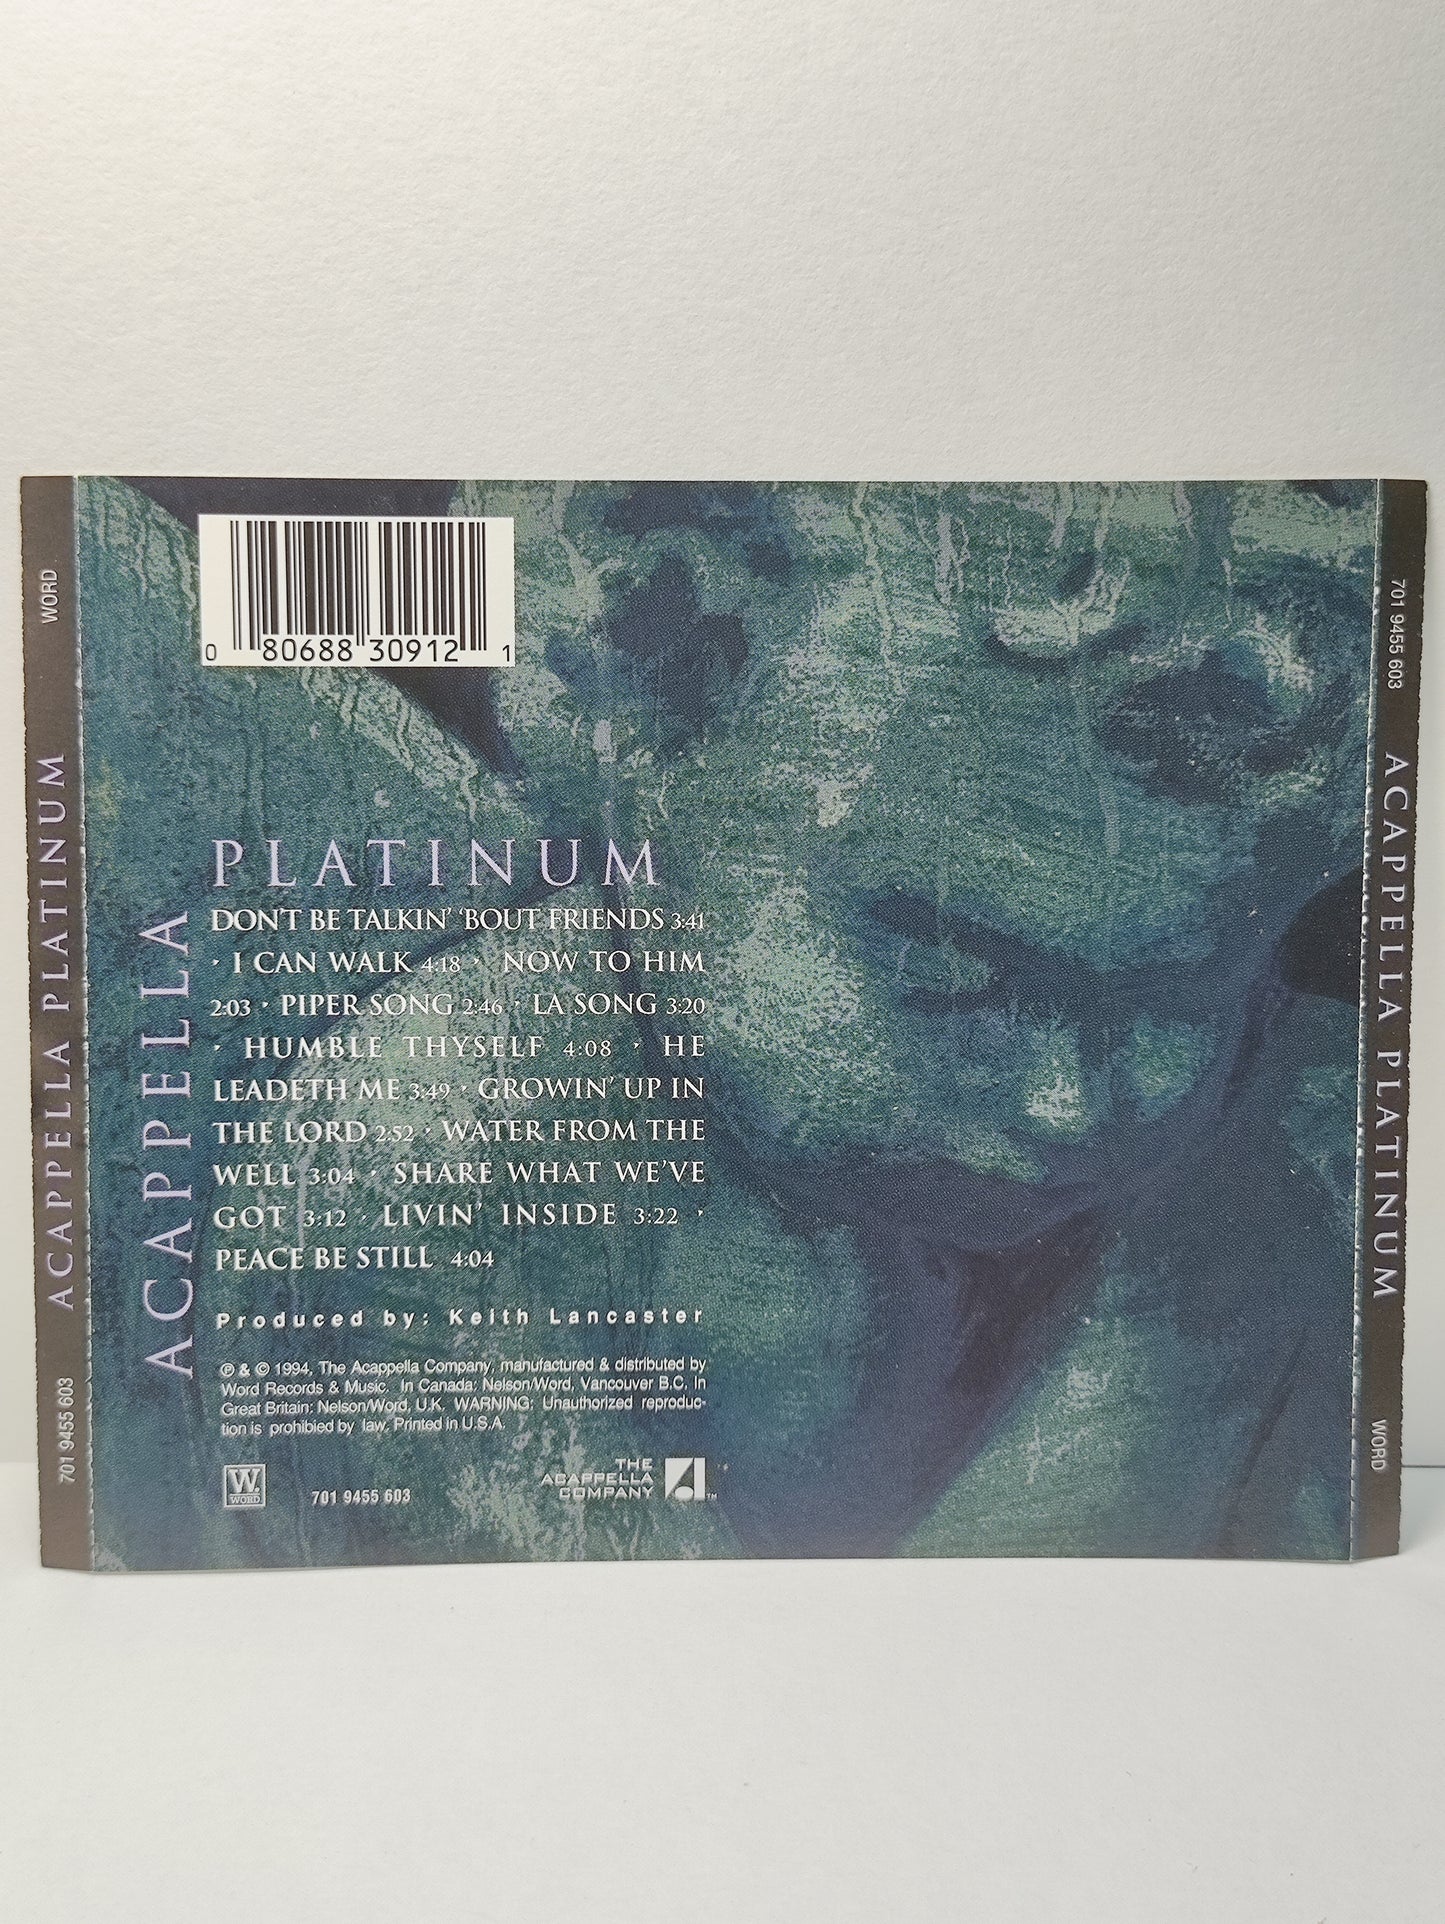 WORD
ACAPPELLA PLATINUM
701 9455 603
0 80688 30912 1
ACAPPELLA
PLATINUM
DON'T BE TALKIN' 'BOUT FRIENDS 3:41
· I CAN WALK 4:18 · NOW TO HIM
2:03 · PIPER SONG 2:46 · LA SONG 3:20
· HUMBLE THYSELF 4:08 · HE
LEADETH ME 3:49 · GROWIN' UP IN
THE LORD 2:52 · WATER FROM THE
WELL 3:04 · SHARE WHAT WE'VE
GOT 3:12 · LIVIN' INSIDE 3:22 ·
PEACE BE STILL 4:04
Produced by: Keith Lancaster
℗ & © 1994, The Acappella Company, manufactured & distributed by
Word Records & Music. In Canada: Nelson/Word, Vancouver B.C. In
Great Britain: Nelson/Word, U.K. WARNING: Unauthorized reproduc-
tion is prohibied by law. Printed in U.S.A.
W.
WORD
701 9455 603
THE
ACAPPELLA
COMPANY
TM
701 9455 603
ACAPPELLA PLATINUM
WORD